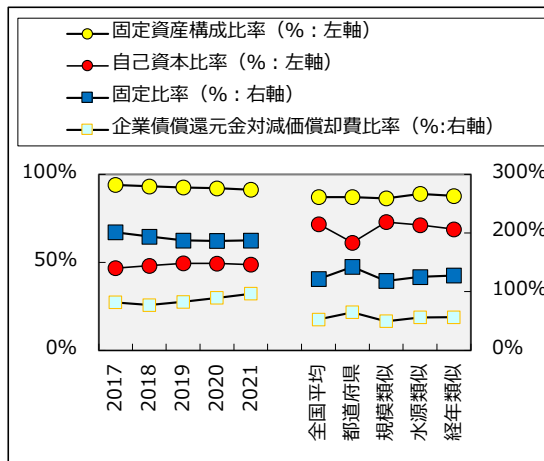 固定資産構成比率（%：左軸）
自己資本比率（%：左軸）
固定比率（%：右軸）
企業債償還元金対減価償却費比率（%:右軸）
100%
50%
0%
300%
200%
100%
0%
2017
2018
2019
2020
2021
全国平均
都道府県
規模類似
水源類似
経年類似